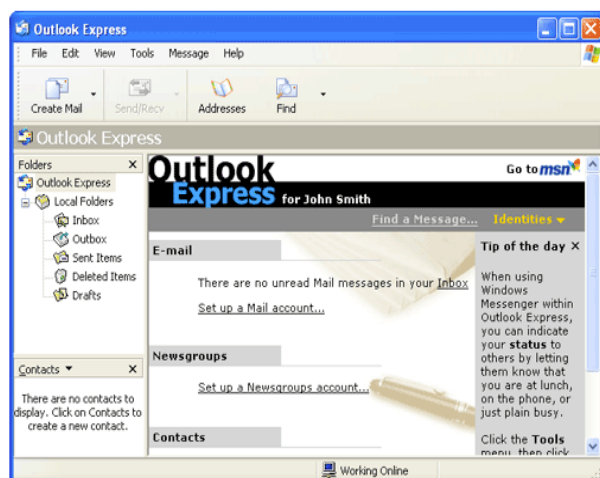 Outlook Express
File Edit View Tools Message Help
Create Mail Send/Recv Addresses Find
Outlook Express
Folders X
Outlook Express
Local Folders
Inbox
Outbox
Sent Items
Deleted Items
Drafts
Contacts X
There are no contacts to
display. Click on Contacts to
create a new contact.
Outlook
Express for John Smith
Go to msn
Find a Message... Identities
E-mail
There are no unread Mail messages in your Inbox
Set up a Mail account...
Newsgroups
Set up a Newsgroups account...
Contacts
Tip of the day X
When using
Windows
Messenger within
Outlook Express,
you can indicate
your status to
others by letting
them know that
you are at lunch,
on the phone, or
just plain busy.
Click the Tools
menu, then click
Working Online